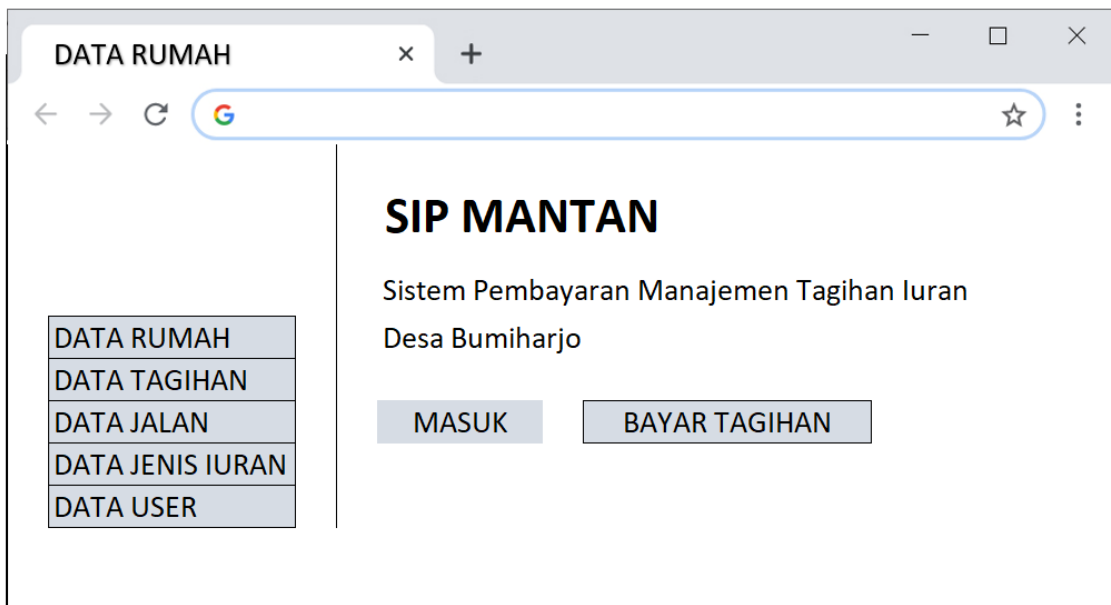 DATA RUMAH
SIP MANTAN
Sistem Pembayaran Manajemen Tagihan Iuran
Desa Bumiharjo
MASUK
BAYAR TAGIHAN
DATA RUMAH
DATA TAGIHAN
DATA JALAN
DATA JENIS IURAN
DATA USER